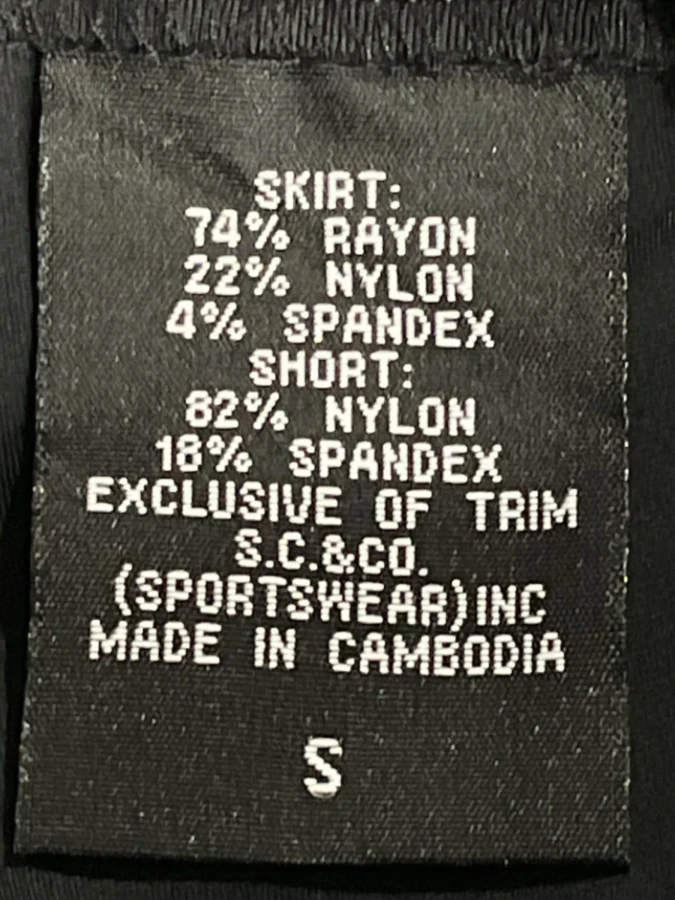 SKIRT:
74% RAYON
22% NYLON
4% SPANDEX
SHORT:
82% NYLON
18% SPANDEX
EXCLUSIVE OF TRIM
S.C.&CO.
(SPORTSWEAR)INC
MADE IN CAMBODIA
S